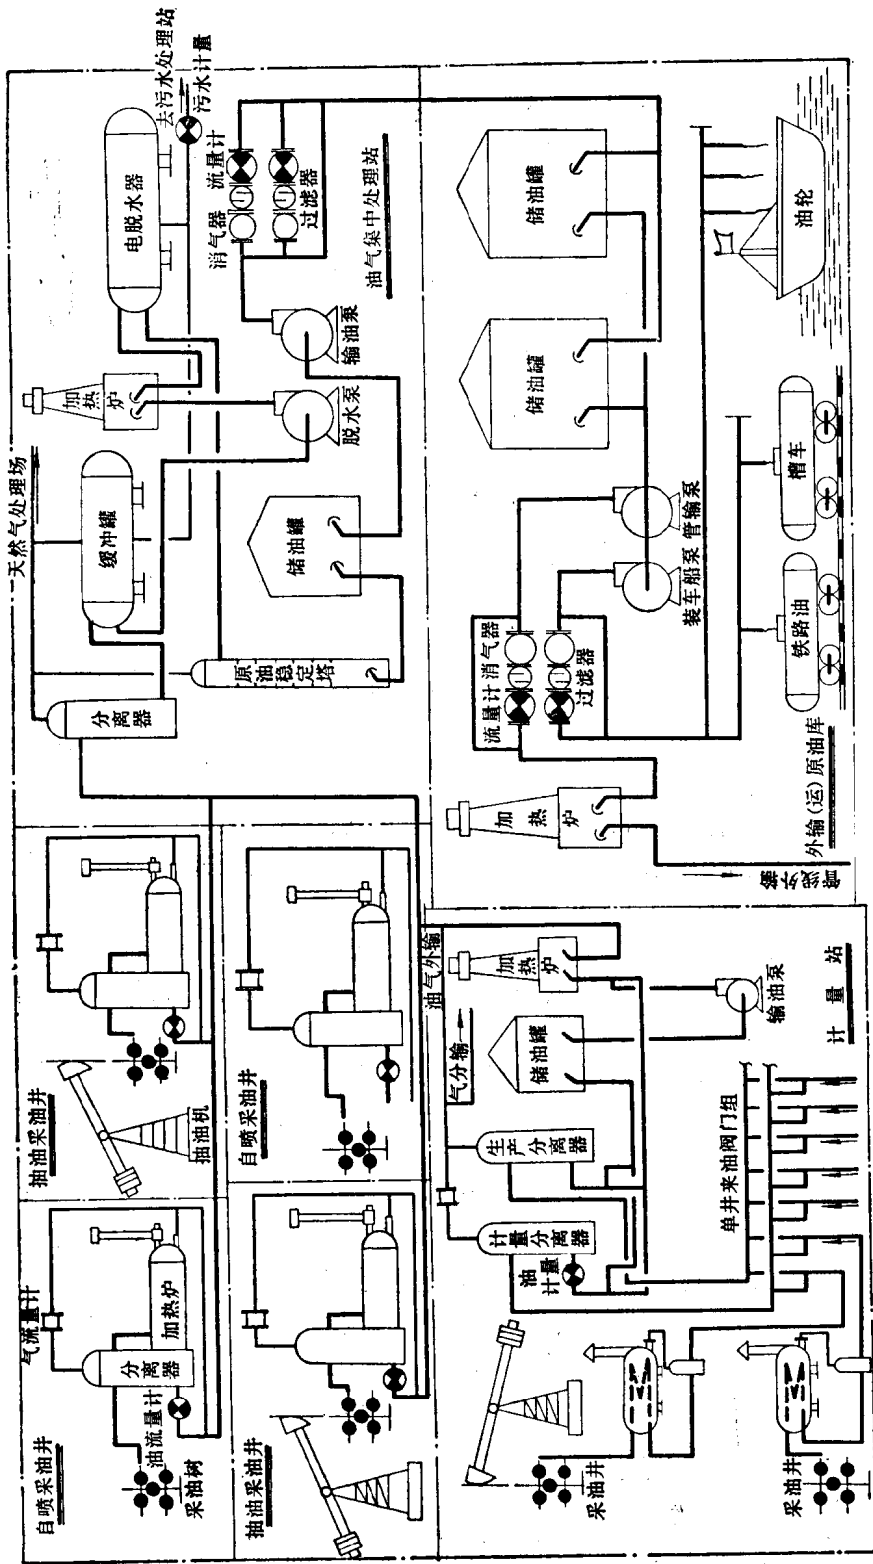 自喷采油井
气流量计
分离器
加热炉
油流量计
采油树
抽油采油井
抽油机
抽油采油井
自喷采油井
天然气处理场
分离器
缓冲罐
加热炉
电脱水器
去污水处理站
污水计量
原油稳定塔
储油罐
脱水泵
输油泵
消气器
流量计
过滤器
油气集中处理站
采油井
采油井
计量分离器
油计量
生产分离器
气分输
油气外输
储油罐
加热炉
输油泵
单井来油阀门组
计量站
管线外输
加热炉
流量计
消气器
过滤器
装车船泵
管输泵
储油罐
储油罐
铁路油
槽车
油轮
外输(运)原油库